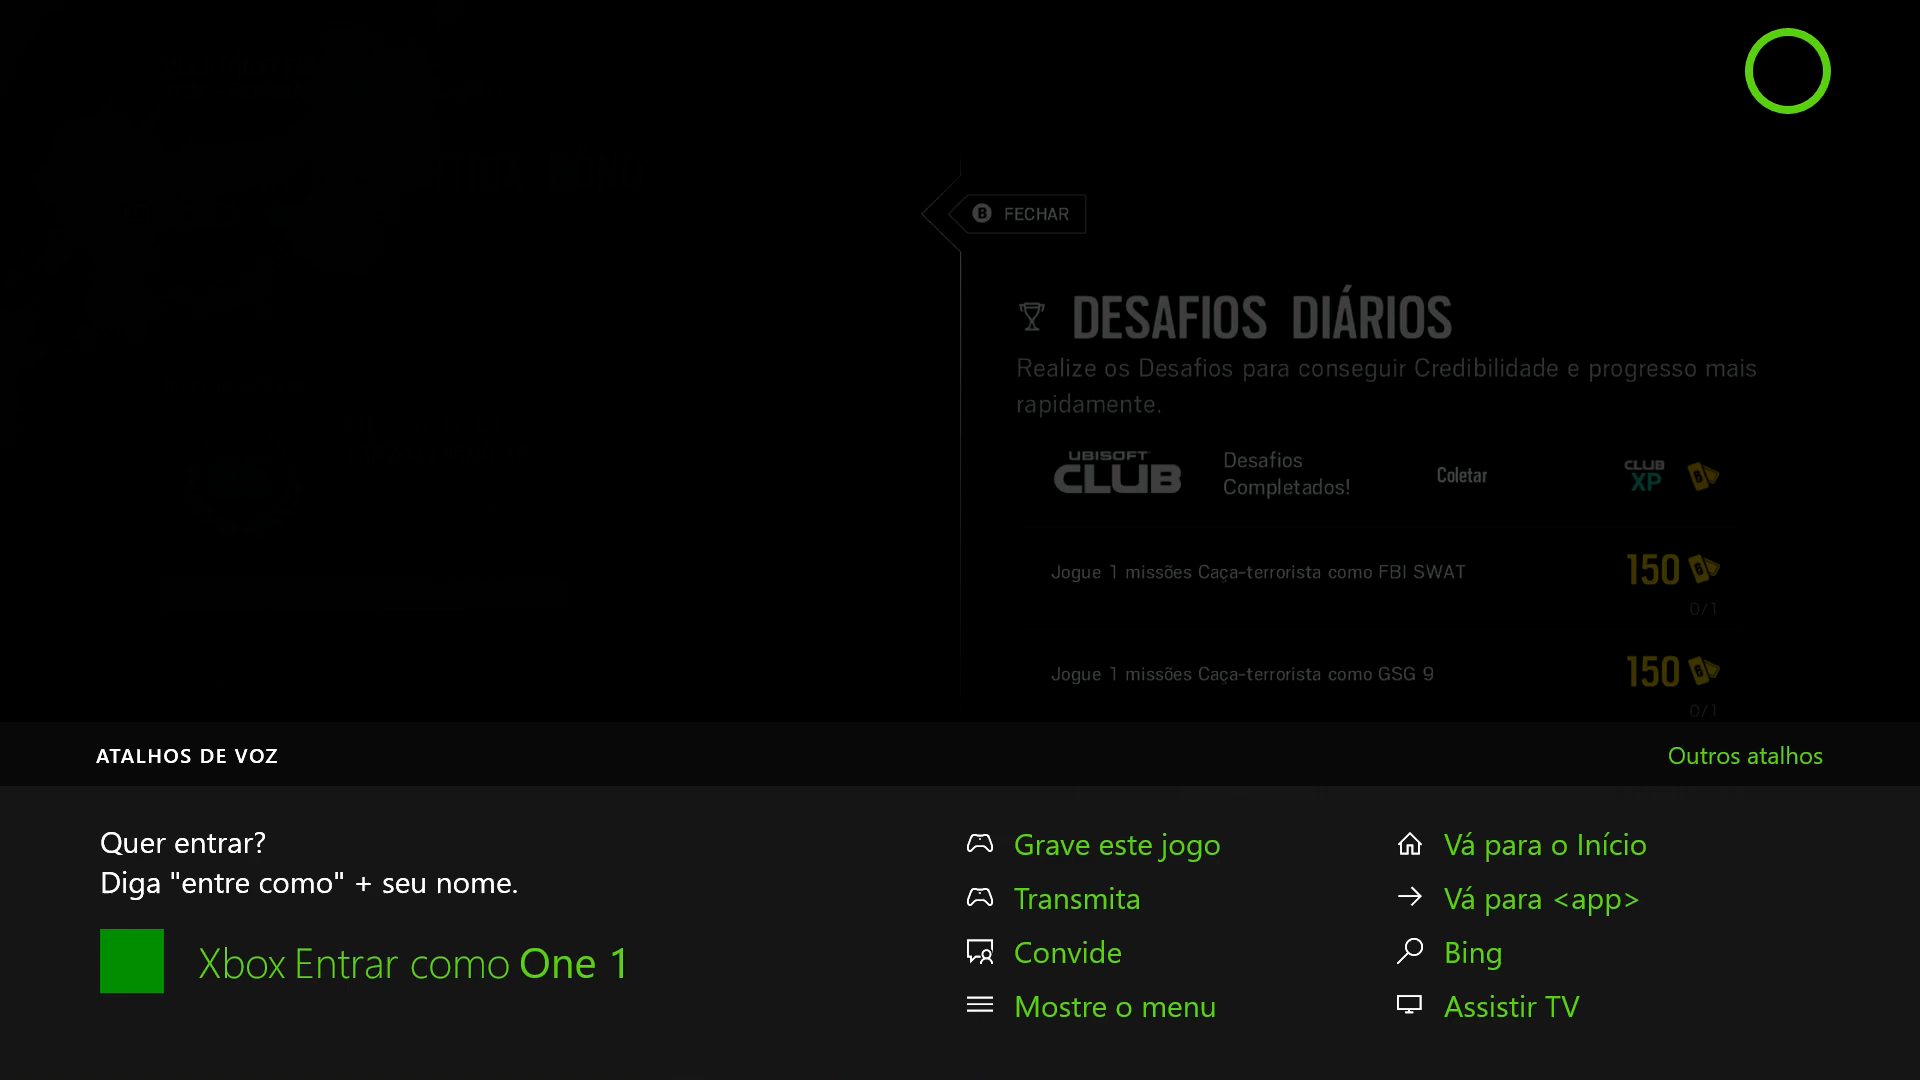 B FECHAR
DESAFIOS DIÁRIOS
Realize os Desafios para conseguir Credibilidade e progresso mais
rapidamente.
UBISOFT
CLUB
Desafios
Completados!
Coletar
CLUB
XP
Jogue 1 missões Caça-terrorista como FBI SWAT
150
0/1
Jogue 1 missões Caça-terrorista como GSG 9
150
0/1
ATALHOS DE VOZ
Outros atalhos
Quer entrar?
Diga "entre como" + seu nome.
Xbox Entrar como One 1
Grave este jogo
Transmita
Convide
Mostre o menu
Vá para o Início
Vá para <app>
Bing
Assistir TV